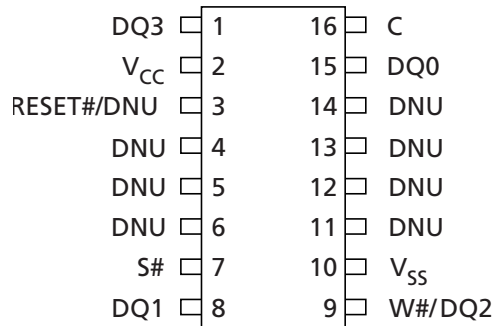 DQ3 1 16 C
VCC 2 15 DQ0
RESET#/DNU 3 14 DNU
DNU 4 13 DNU
DNU 5 12 DNU
DNU 6 11 DNU
S# 7 10 VSS
DQ1 8 9 W#/DQ2